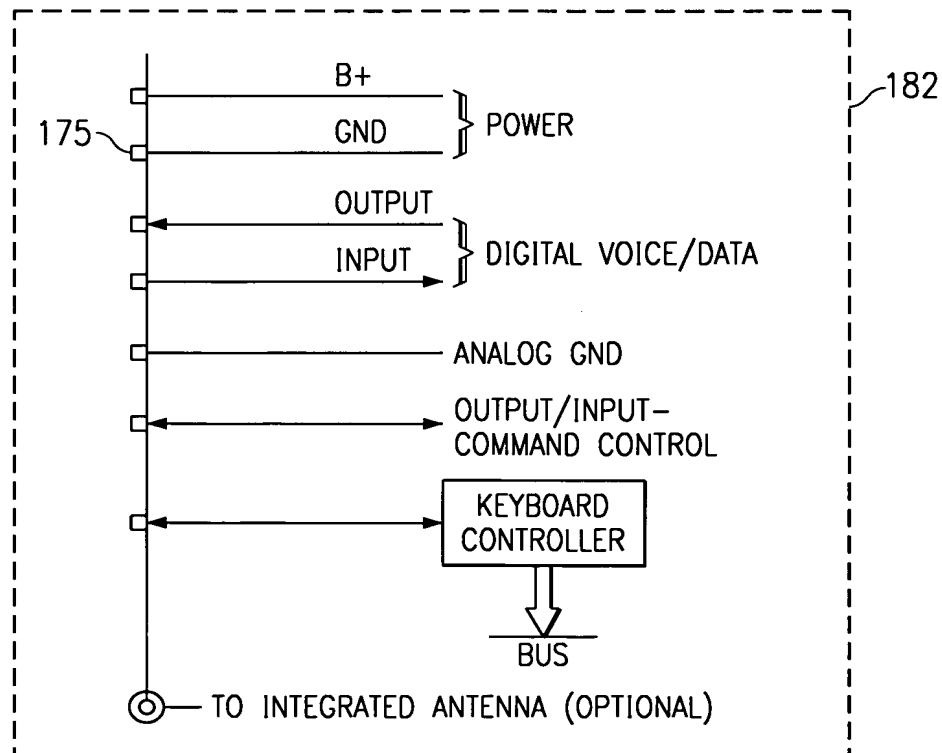 182
B+
175
POWER
GND
OUTPUT
DIGITAL VOICE/DATA
INPUT
ANALOG GND
OUTPUT/INPUT-
COMMAND CONTROL
KEYBOARD
CONTROLLER
BUS
TO INTEGRATED ANTENNA (OPTIONAL)